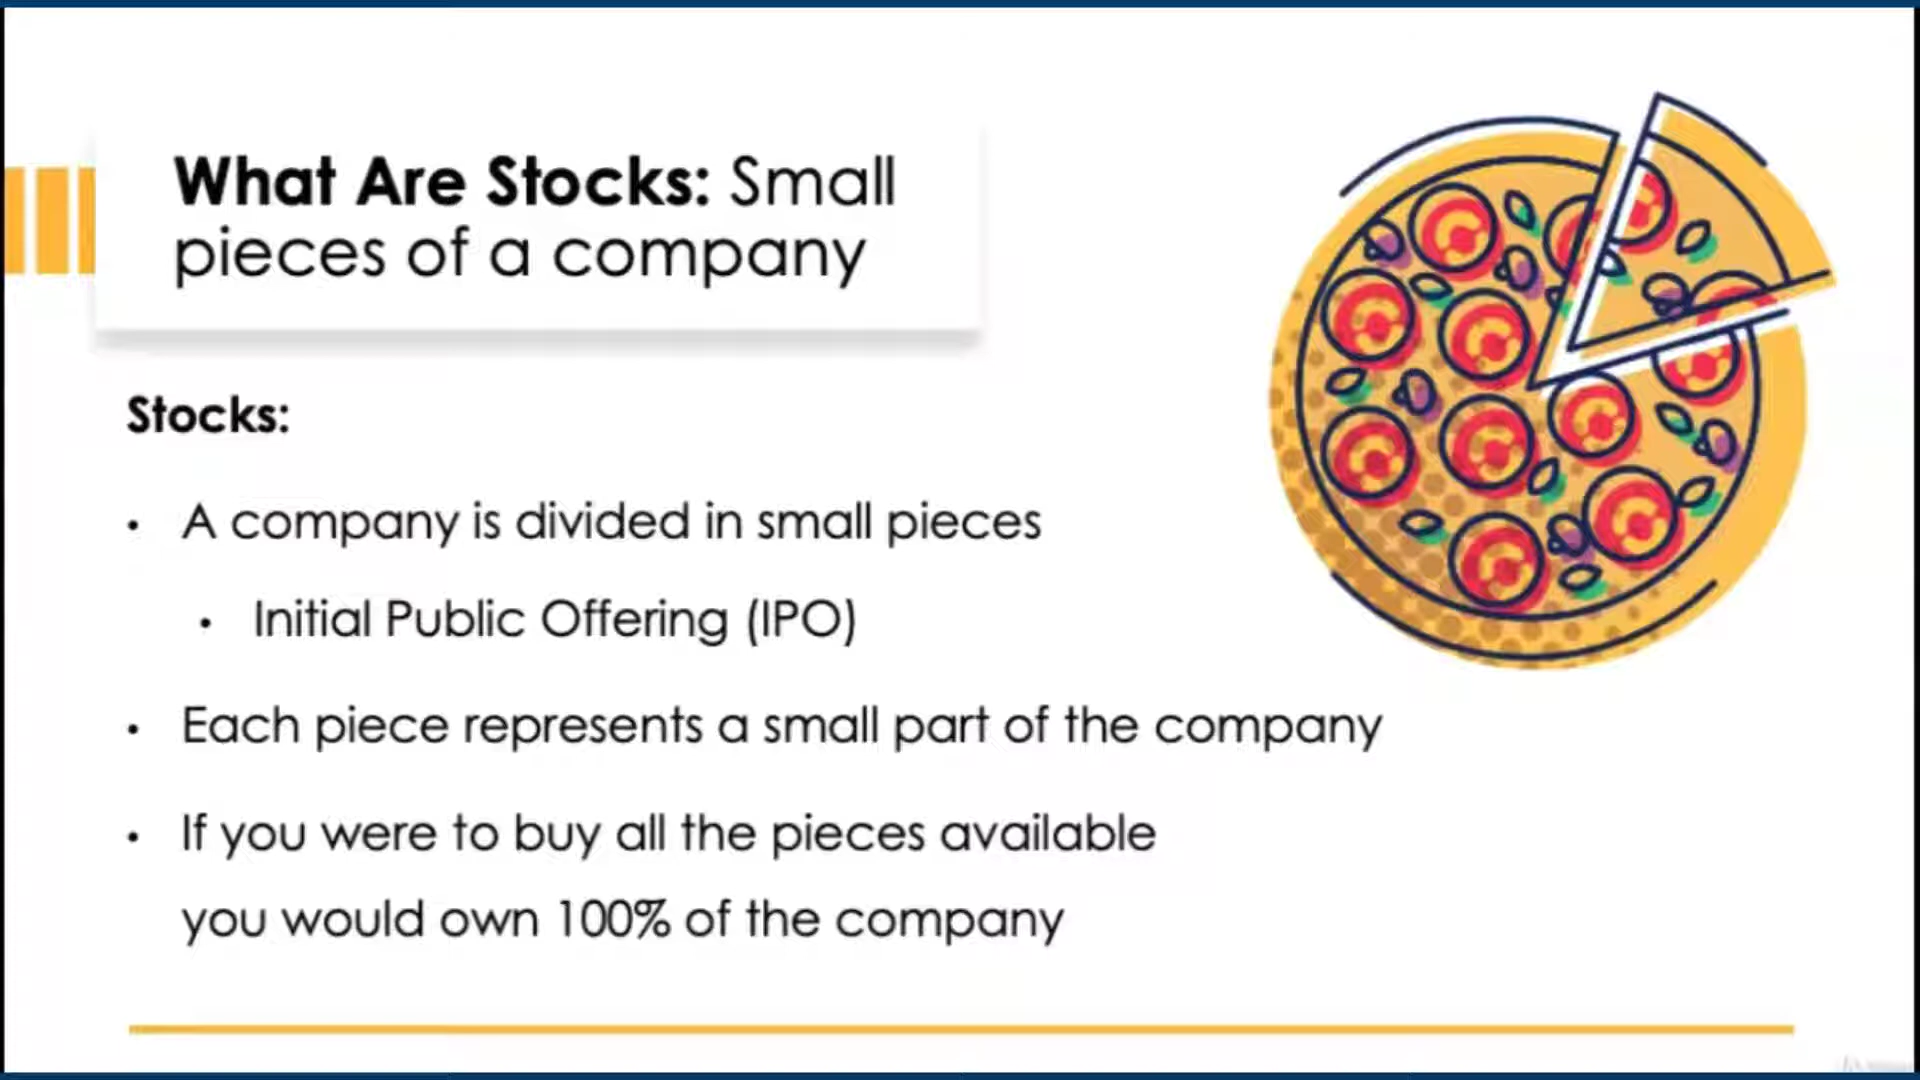 What Are Stocks: Small
pieces of a company
Stocks:
• A company is divided in small pieces
• Initial Public Offering (IPO)
• Each piece represents a small part of the company
• If you were to buy all the pieces available
you would own 100% of the company